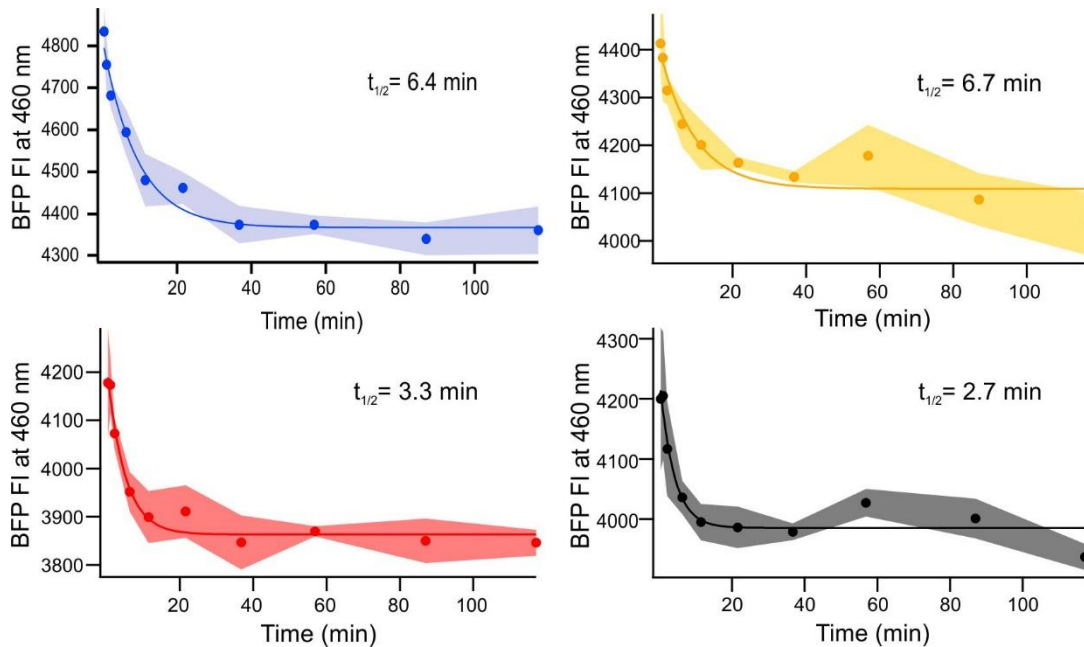 BFP FI at 460 nm
4800
4700
4600
4500
4400
4300
t1/2= 6.4 min
20 40 60 80 100
Time (min)
BFP FI at 460 nm
4400
4300
4200
4100
4000
t1/2= 6.7 min
20 40 60 80 100
Time (min)
BFP FI at 460 nm
4200
4100
4000
3900
3800
t1/2= 3.3 min
20 40 60 80 100
Time (min)
BFP FI at 460 nm
4300
4200
4100
4000
t1/2= 2.7 min
20 40 60 80 100
Time (min)